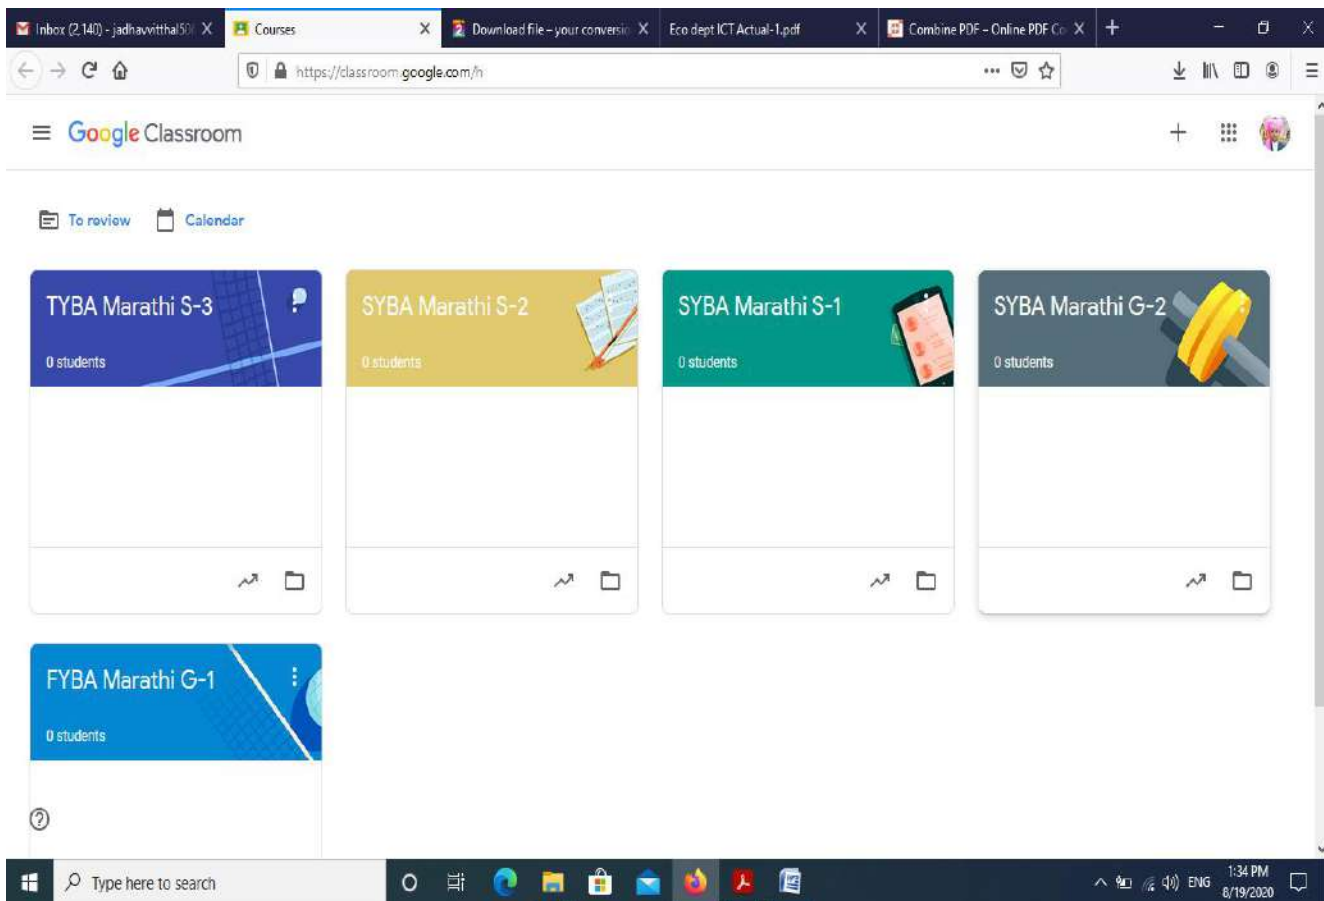 Inbox (2,140) - jadhavvitthal50
Courses
Download file – your conversio
Eco dept ICT Actual-1.pdf
Combine PDF – Online PDF Co
https://classroom.google.com/h
Google Classroom
To review
Calendar
TYBA Marathi S-3
0 students
SYBA Marathi S-2
0 students
SYBA Marathi S-1
0 students
SYBA Marathi G-2
0 students
FYBA Marathi G-1
0 students
Type here to search
ENG
1:34 PM
8/19/2020